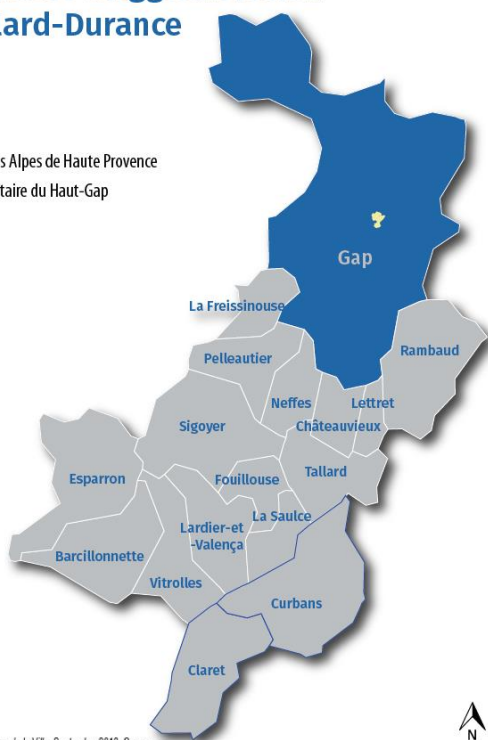 lard-Durance
s Alpes de Haute Provence
taire du Haut-Gap
Gap
La Freissinouse
Rambaud
Pelleautier
Neffes
Lettret
Châteauvieux
Sigoyer
Tallard
Esparron
Fouillouse
La Saulce
Lardier-et
-Valença
Barcillonnette
Vitrolles
Curbans
Claret
N